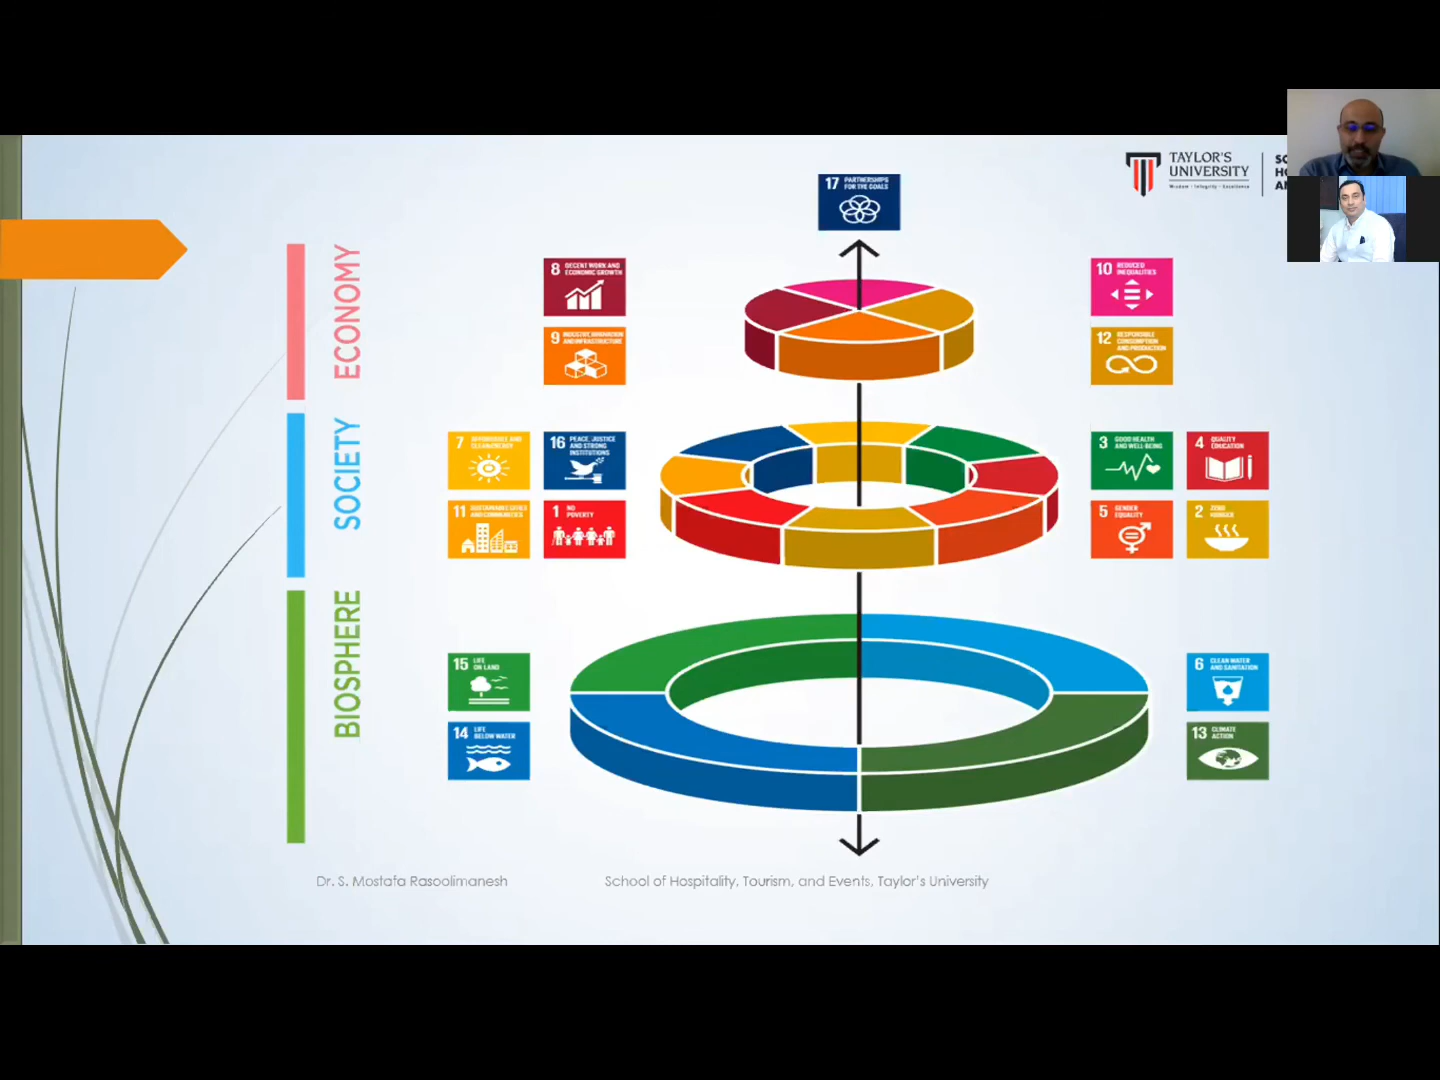 TAYLOR'S
UNIVERSITY
Wisdom · Integrity · Excellence
17 PARTNERSHIPS
FOR THE GOALS
ECONOMY
8 DECENT WORK AND
ECONOMIC GROWTH
10 REDUCED
INEQUALITIES
9 INDUSTRY, INNOVATION
AND INFRASTRUCTURE
12 RESPONSIBLE
CONSUMPTION
AND PRODUCTION
SOCIETY
7 AFFORDABLE AND
CLEAN ENERGY
16 PEACE, JUSTICE
AND STRONG
INSTITUTIONS
3 GOOD HEALTH
AND WELL-BEING
4 QUALITY
EDUCATION
11 SUSTAINABLE CITIES
AND COMMUNITIES
1 NO
POVERTY
5 GENDER
EQUALITY
2 ZERO
HUNGER
BIOSPHERE
15 LIFE
ON LAND
6 CLEAN WATER
AND SANITATION
14 LIFE
BELOW WATER
13 CLIMATE
ACTION
Dr. S. Mostafa Rasoolimanesh
School of Hospitality, Tourism, and Events, Taylor's University